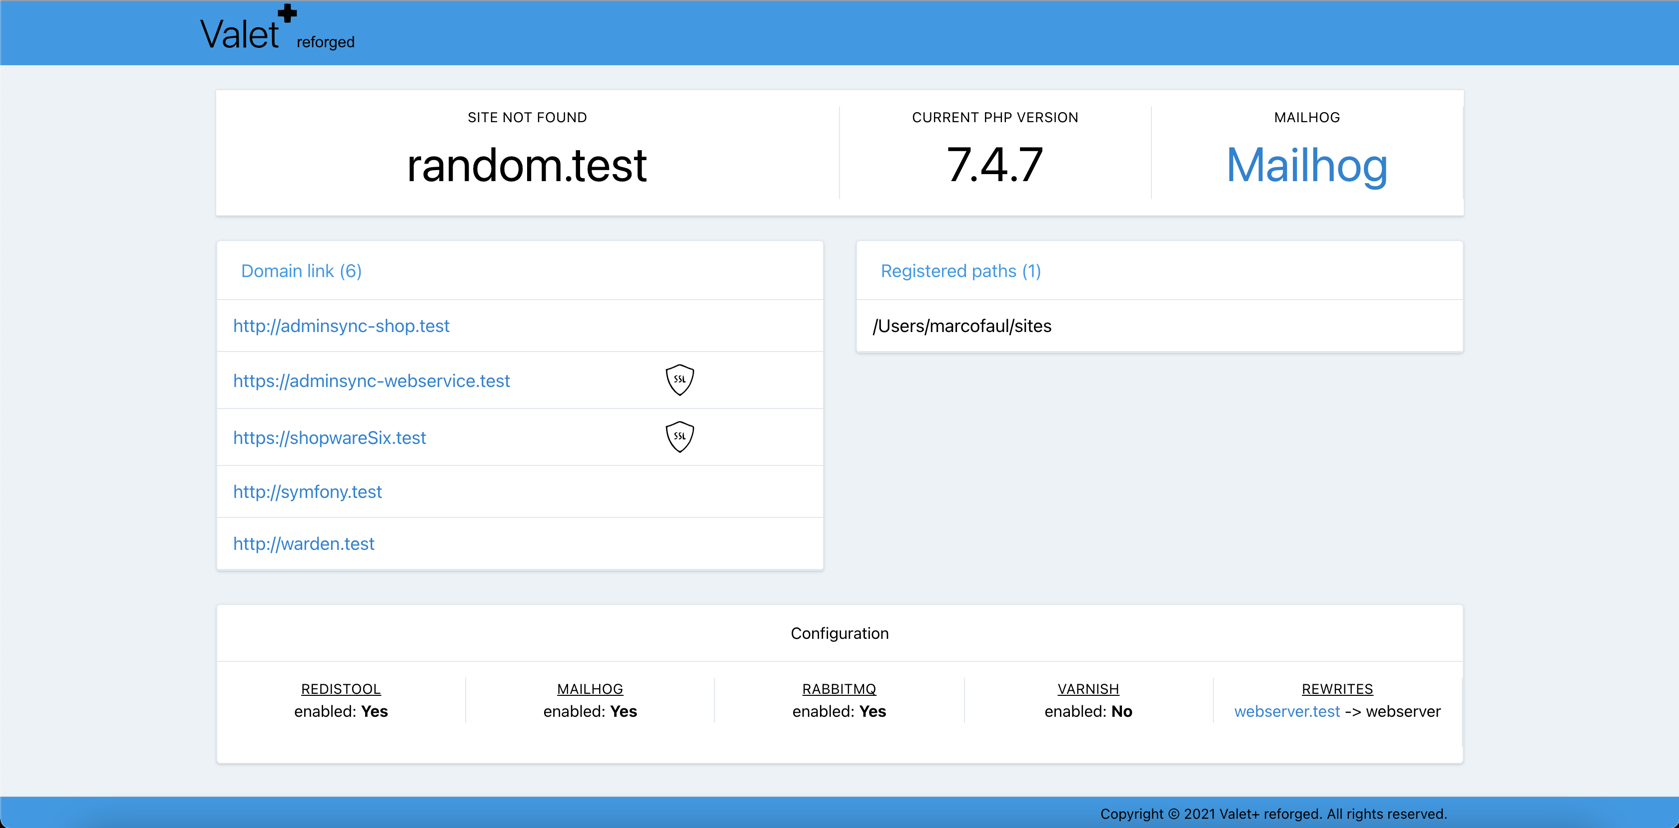 Valet+ reforged
SITE NOT FOUND
random.test
CURRENT PHP VERSION
7.4.7
MAILHOG
Mailhog
Domain link (6)
http://adminsync-shop.test
https://adminsync-webservice.test
SSL
https://shopwareSix.test
SSL
http://symfony.test
http://warden.test
Registered paths (1)
/Users/marcofaul/sites
Configuration
REDISTOOL
enabled: Yes
MAILHOG
enabled: Yes
RABBITMQ
enabled: Yes
VARNISH
enabled: No
REWRITES
webserver.test -> webserver
Copyright © 2021 Valet+ reforged. All rights reserved.